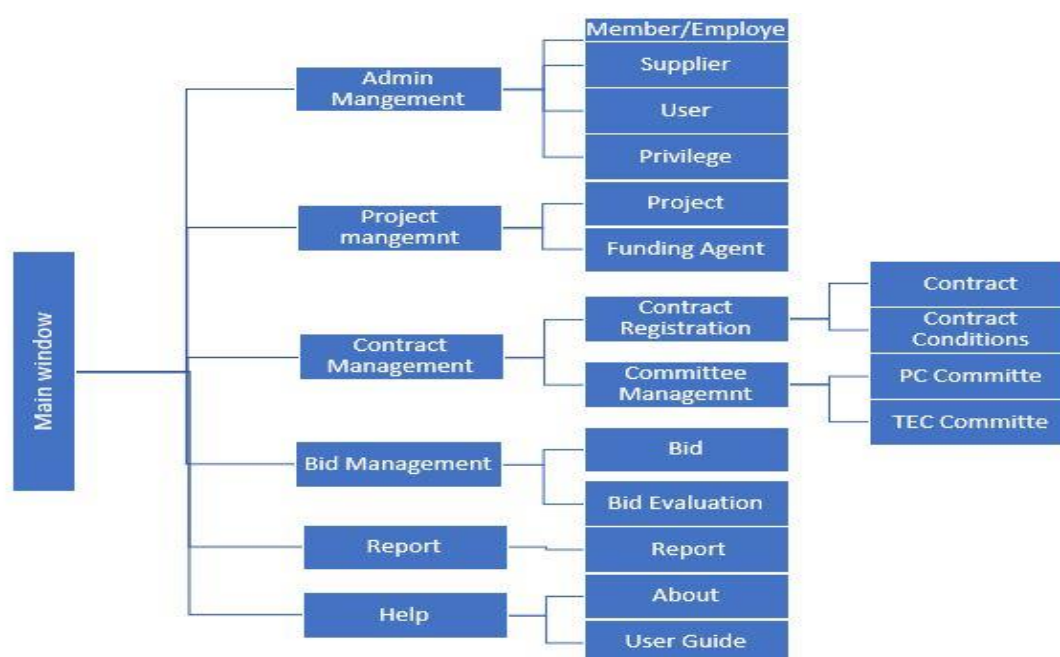 Main window
Admin
Mangement
Member/Employe
Supplier
User
Privilege
Project
mangemnt
Project
Funding Agent
Contract
Management
Contract
Registration
Contract
Contract
Conditions
Committee
Managemnt
PC Committe
TEC Committe
Bid Management
Bid
Bid Evaluation
Report
Report
Help
About
User Guide